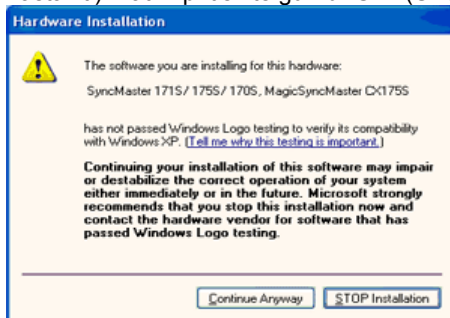 Hardware Installation
The software you are installing for this hardware:
SyncMaster 171S/ 175S/ 170S, MagicSyncMaster CX175S
has not passed Windows Logo testing to verify its compatibility
with Windows XP. (Tell me why this testing is important.)
Continuing your installation of this software may impair
or destabilize the correct operation of your system
either immediately or in the future. Microsoft strongly
recommends that you stop this installation now and
contact the hardware vendor for software that has
passed Windows Logo testing.
Continue Anyway
STOP Installation